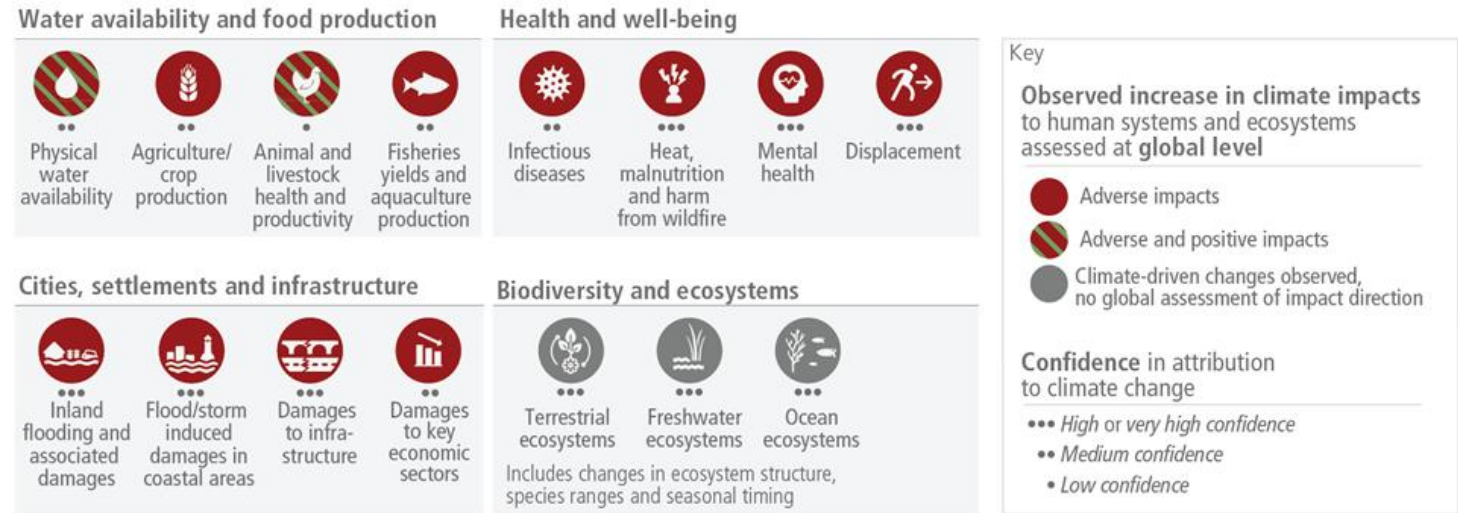 Water availability and food production
Physical
water
availability
Agriculture/
crop
production
Animal and
livestock
health and
productivity
Fisheries
yields and
aquaculture
production
Health and well-being
Infectious
diseases
Heat,
malnutrition
and harm
from wildfire
Mental
health
Displacement
Cities, settlements and infrastructure
Inland
flooding and
associated
damages
Flood/storm
induced
damages in
coastal areas
Damages
to infra-
structure
Damages
to key
economic
sectors
Biodiversity and ecosystems
Terrestrial
ecosystems
Freshwater
ecosystems
Ocean
ecosystems
Includes changes in ecosystem structure,
species ranges and seasonal timing
Key
Observed increase in climate impacts
to human systems and ecosystems
assessed at global level
Adverse impacts
Adverse and positive impacts
Climate-driven changes observed,
no global assessment of impact direction
Confidence in attribution
to climate change
••• High or very high confidence
•• Medium confidence
• Low confidence